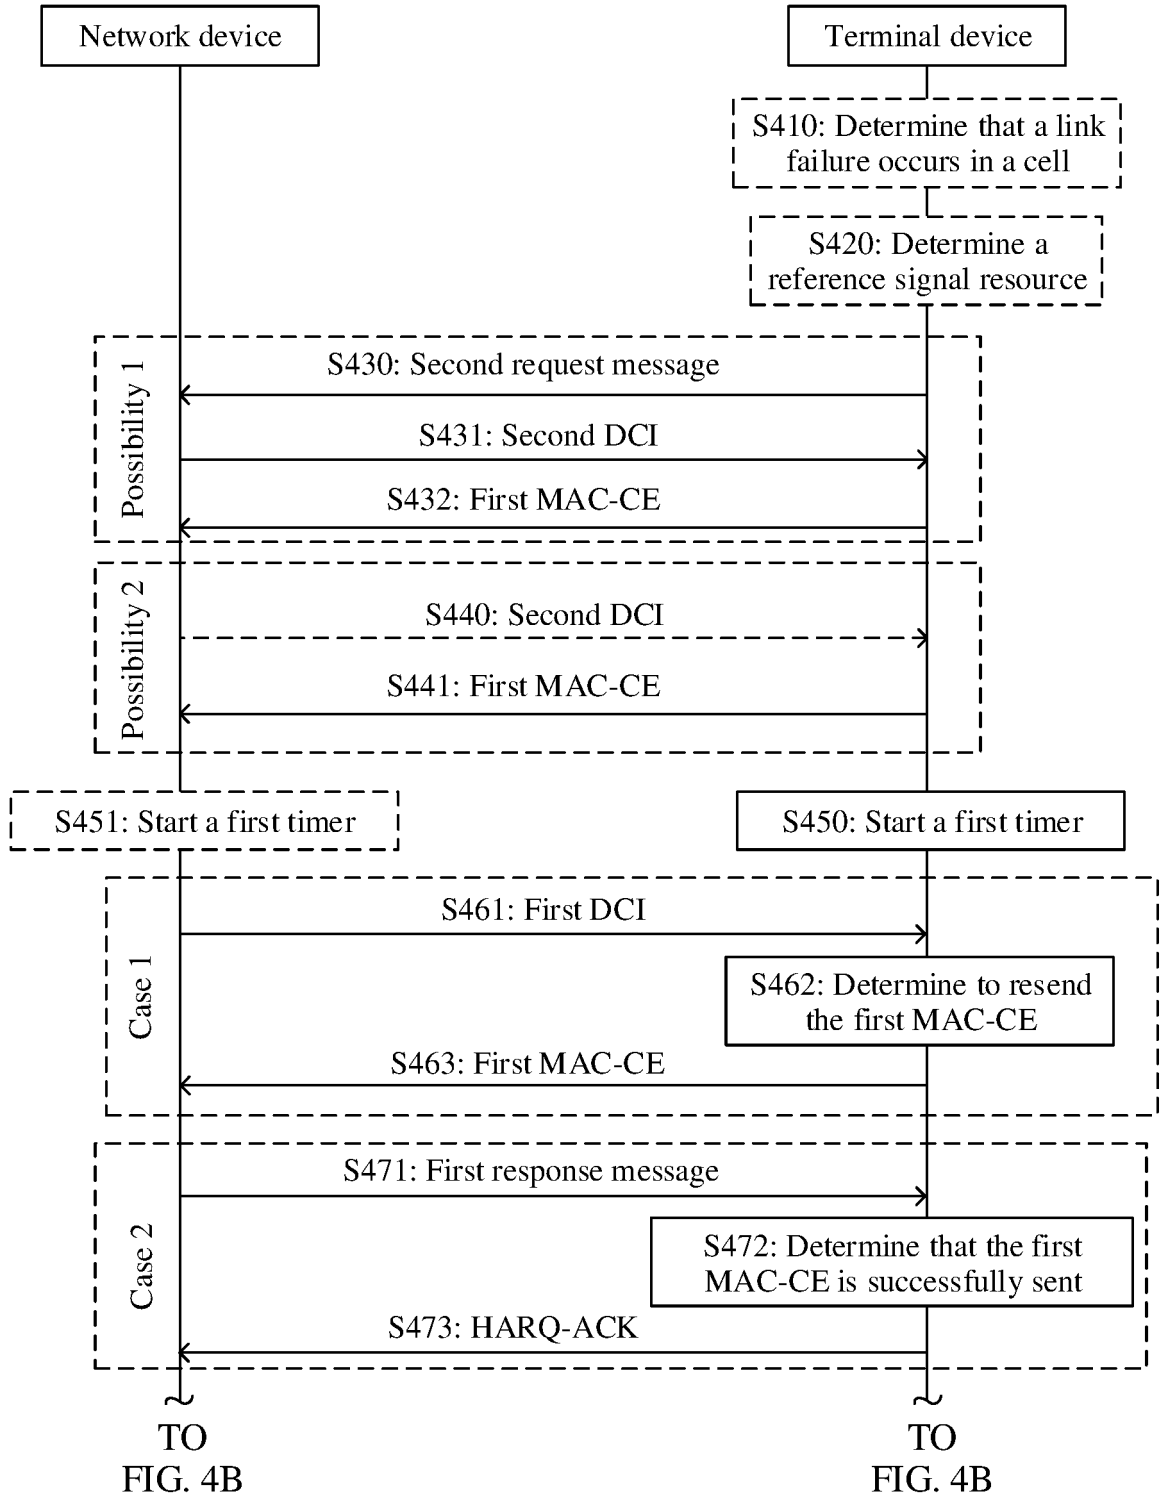 Network device
Terminal device
S410: Determine that a link
failure occurs in a cell
S420: Determine a
reference signal resource
Possibility 1
S430: Second request message
S431: Second DCI
S432: First MAC-CE
Possibility 2
S440: Second DCI
S441: First MAC-CE
S451: Start a first timer
S450: Start a first timer
Case 1
S461: First DCI
S462: Determine to resend
the first MAC-CE
S463: First MAC-CE
Case 2
S471: First response message
S472: Determine that the first
MAC-CE is successfully sent
S473: HARQ-ACK
TO
FIG. 4B
TO
FIG. 4B